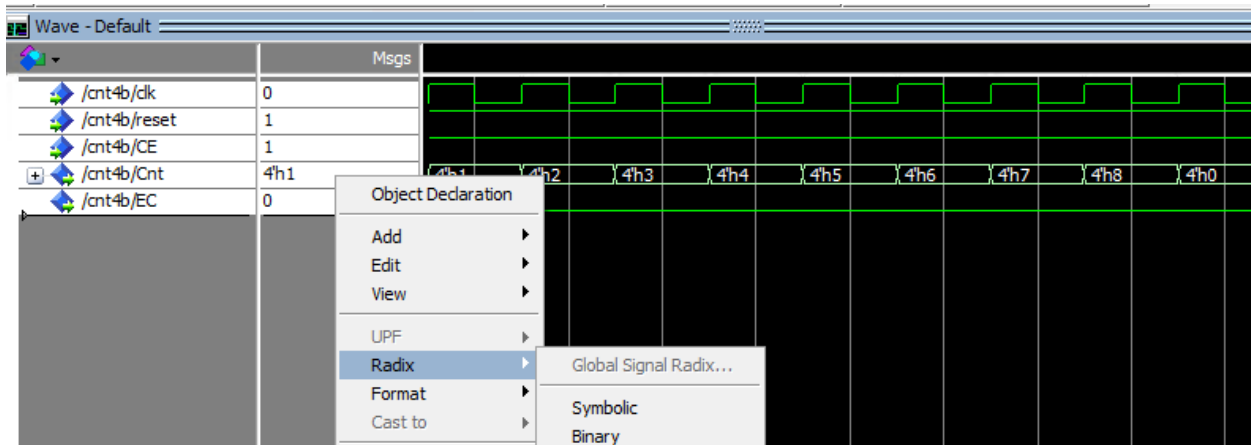 Wave - Default
Msgs
/cnt4b/clk 0
/cnt4b/reset 1
/cnt4b/CE 1
/cnt4b/Cnt 4'h1 4'h1 4'h2 4'h3 4'h4 4'h5 4'h6 4'h7 4'h8 4'h0
/cnt4b/EC 0
Object Declaration
Add
Edit
View
UPF
Radix
Format
Cast to
Global Signal Radix...
Symbolic
Binary